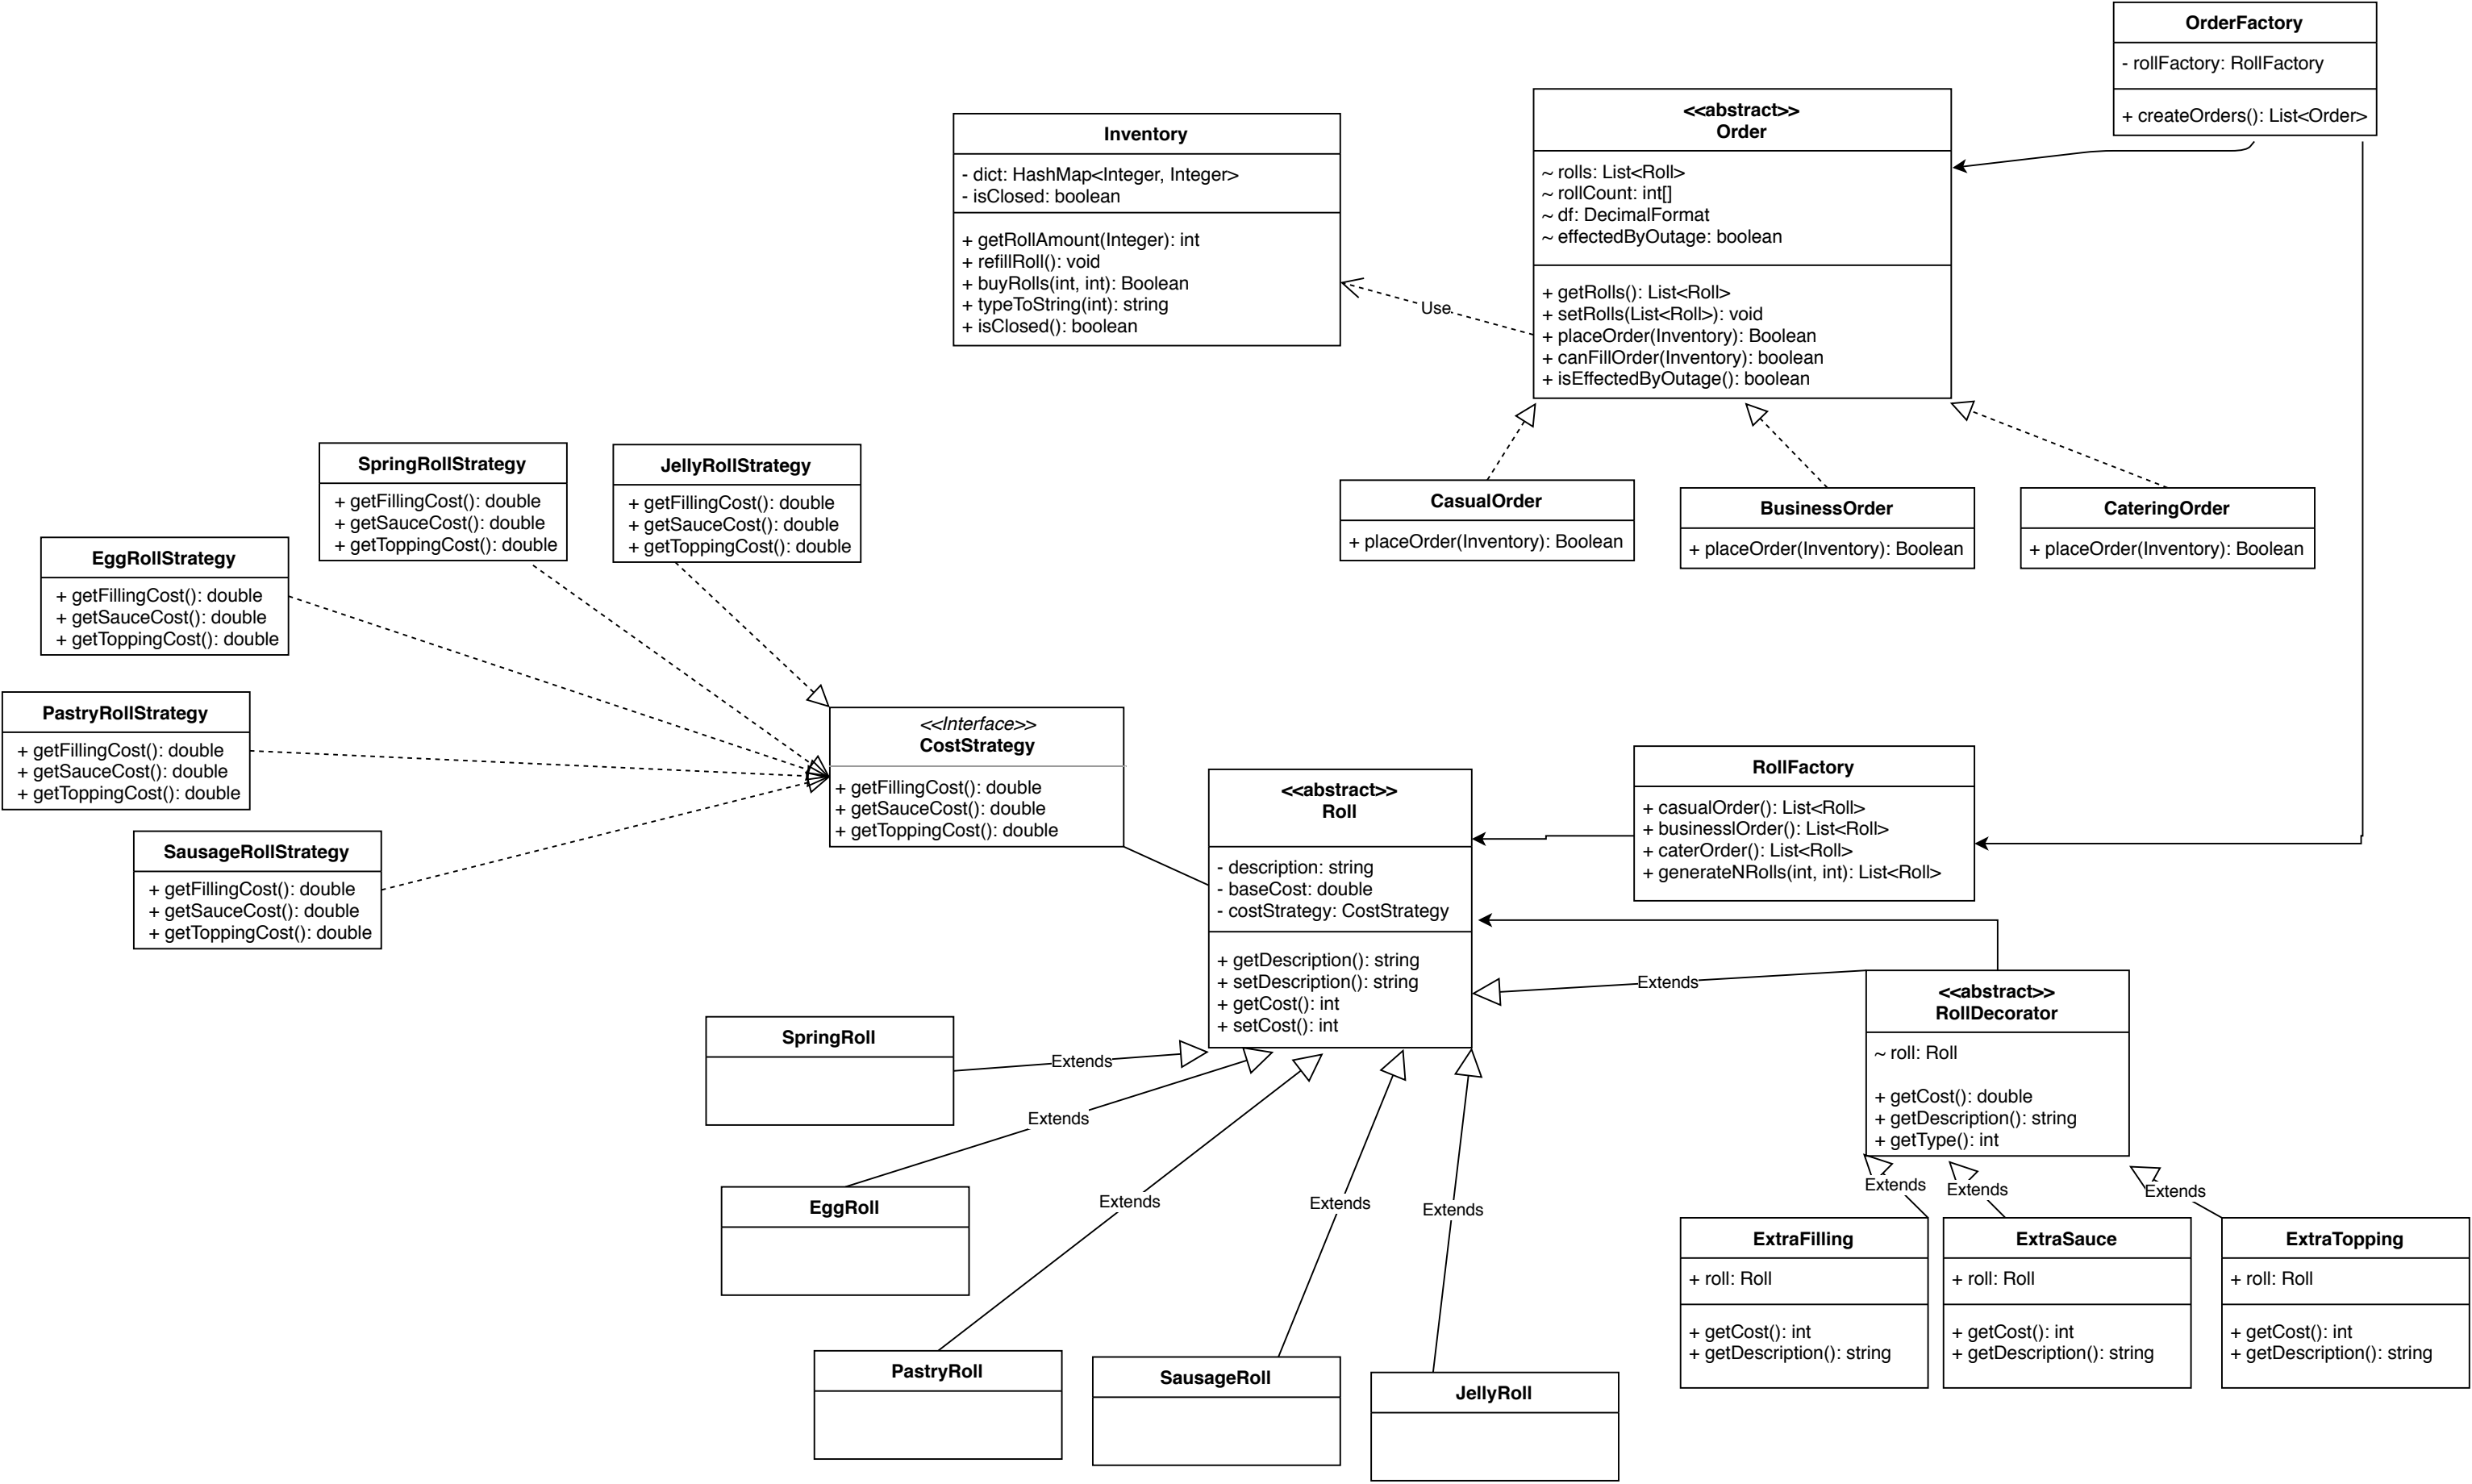 OrderFactory
- rollFactory: RollFactory
+ createOrders(): List<Order>
<<abstract>>
Order
~ rolls: List<Roll>
~ rollCount: int[]
~ df: DecimalFormat
~ effectedByOutage: boolean
+ getRolls(): List<Roll>
+ setRolls(List<Roll>): void
+ placeOrder(Inventory): Boolean
+ canFillOrder(Inventory): boolean
+ isEffectedByOutage(): boolean
Inventory
- dict: HashMap<Integer, Integer>
- isClosed: boolean
+ getRollAmount(Integer): int
+ refillRoll(): void
+ buyRolls(int, int): Boolean
+ typeToString(int): string
+ isClosed(): boolean
Use
CasualOrder
+ placeOrder(Inventory): Boolean
BusinessOrder
+ placeOrder(Inventory): Boolean
CateringOrder
+ placeOrder(Inventory): Boolean
SpringRollStrategy
+ getFillingCost(): double
+ getSauceCost(): double
+ getToppingCost(): double
JellyRollStrategy
+ getFillingCost(): double
+ getSauceCost(): double
+ getToppingCost(): double
EggRollStrategy
+ getFillingCost(): double
+ getSauceCost(): double
+ getToppingCost(): double
PastryRollStrategy
+ getFillingCost(): double
+ getSauceCost(): double
+ getToppingCost(): double
SausageRollStrategy
+ getFillingCost(): double
+ getSauceCost(): double
+ getToppingCost(): double
<<Interface>>
CostStrategy
+ getFillingCost(): double
+ getSauceCost(): double
+ getToppingCost(): double
<<abstract>>
Roll
- description: string
- baseCost: double
- costStrategy: CostStrategy
+ getDescription(): string
+ setDescription(): string
+ getCost(): int
+ setCost(): int
RollFactory
+ casualOrder(): List<Roll>
+ businesslOrder(): List<Roll>
+ caterOrder(): List<Roll>
+ generateNRolls(int, int): List<Roll>
Extends
<<abstract>>
RollDecorator
~ roll: Roll
+ getCost(): double
+ getDescription(): string
+ getType(): int
SpringRoll
Extends
Extends
EggRoll
Extends
Extends
Extends
Extends
Extends
Extends
PastryRoll
SausageRoll
JellyRoll
ExtraFilling
+ roll: Roll
+ getCost(): int
+ getDescription(): string
ExtraSauce
+ roll: Roll
+ getCost(): int
+ getDescription(): string
ExtraTopping
+ roll: Roll
+ getCost(): int
+ getDescription(): string